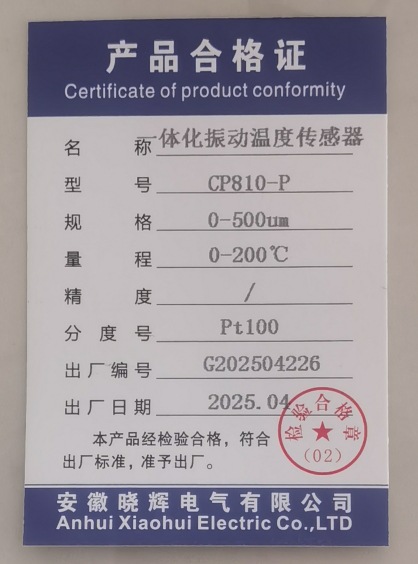 产品合格证
Certificate of product conformity
名称 一体化振动温度传感器
型号 CP810-P
规格 0-500um
量程 0-200℃
精度 /
分度号 Pt100
出厂编号 G202504226
出厂日期 2025.04
检验合格章
(02)
本产品经检验合格，符合
出厂标准，准予出厂。
安徽晓辉电气有限公司
Anhui Xiaohui Electric Co.,LTD